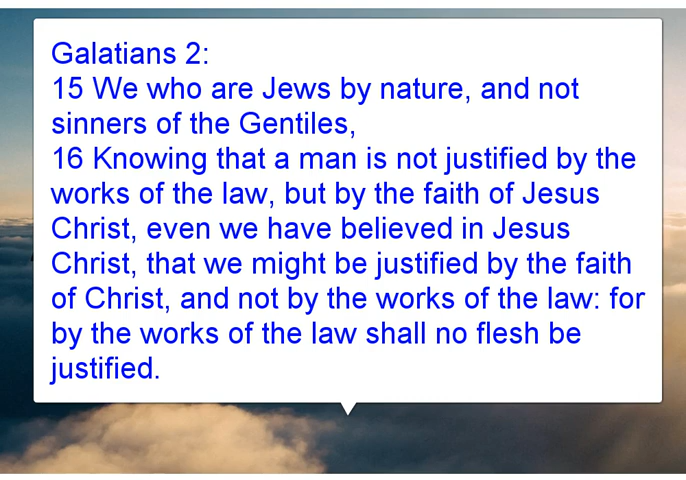 Galatians 2:
15 We who are Jews by nature, and not
sinners of the Gentiles,
16 Knowing that a man is not justified by the
works of the law, but by the faith of Jesus
Christ, even we have believed in Jesus
Christ, that we might be justified by the faith
of Christ, and not by the works of the law: for
by the works of the law shall no flesh be
justified.